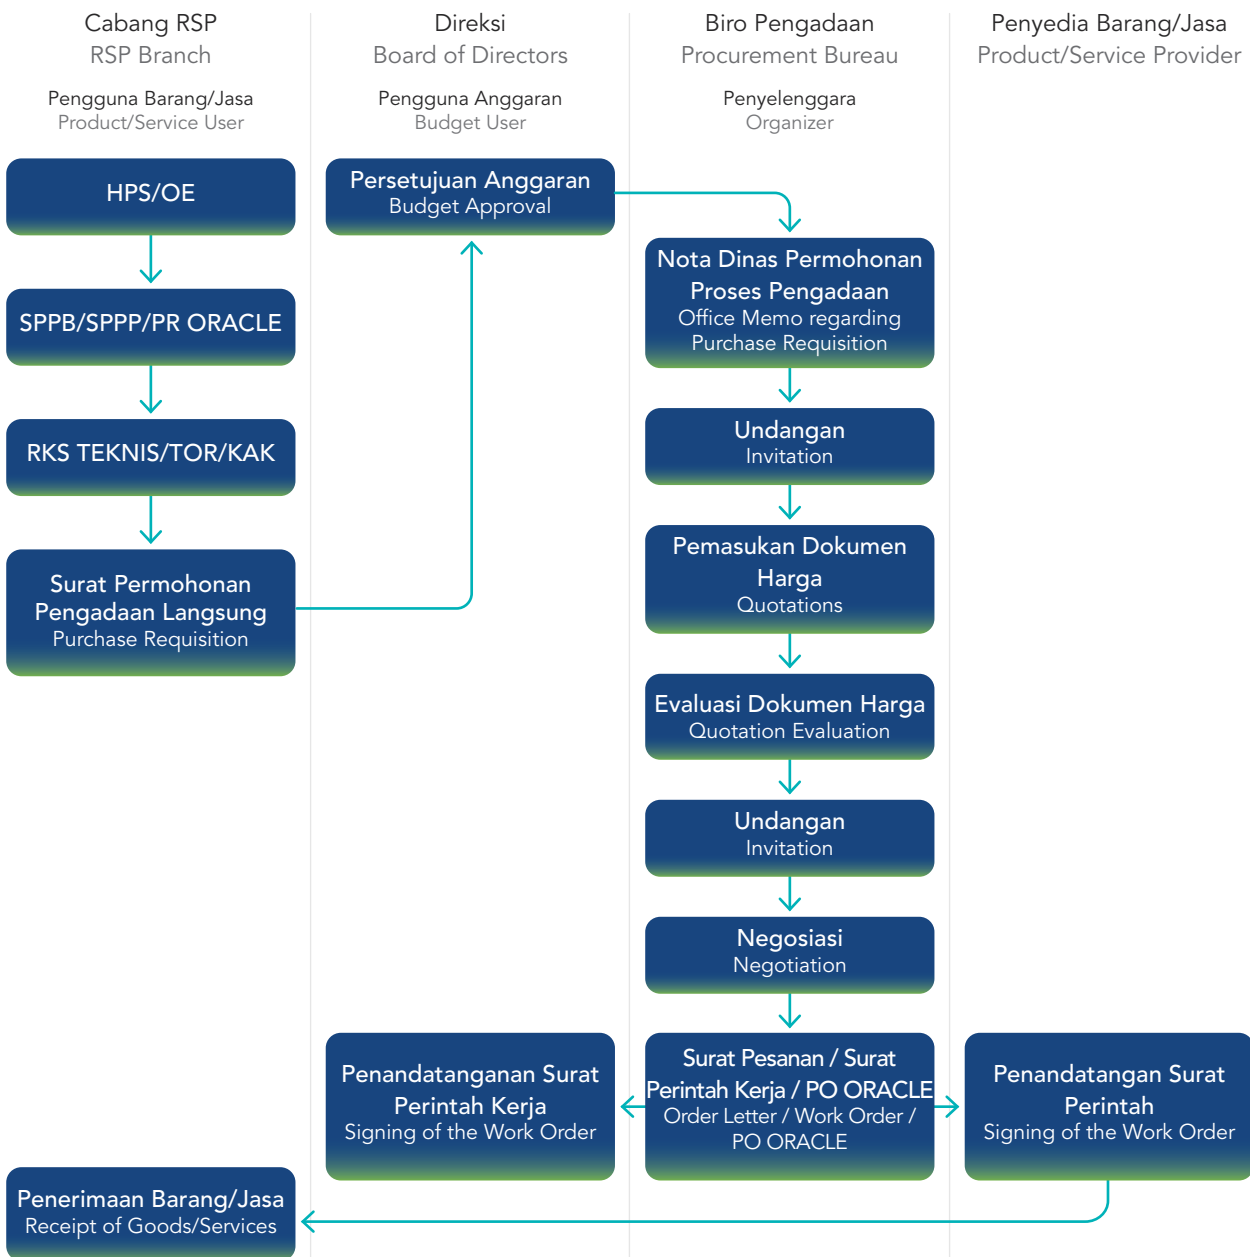 Cabang RSP
RSP Branch
Pengguna Barang/Jasa
Product/Service User
Direksi
Board of Directors
Pengguna Anggaran
Budget User
Biro Pengadaan
Procurement Bureau
Penyelenggara
Organizer
Penyedia Barang/Jasa
Product/Service Provider
HPS/OE
SPPB/SPPP/PR ORACLE
RKS TEKNIS/TOR/KAK
Surat Permohonan
Pengadaan Langsung
Purchase Requisition
Persetujuan Anggaran
Budget Approval
Nota Dinas Permohonan
Proses Pengadaan
Office Memo regarding
Purchase Requisition
Undangan
Invitation
Pemasukan Dokumen
Harga
Quotations
Evaluasi Dokumen Harga
Quotation Evaluation
Undangan
Invitation
Negosiasi
Negotiation
Surat Pesanan / Surat
Perintah Kerja / PO ORACLE
Order Letter / Work Order /
PO ORACLE
Penandatanganan Surat
Perintah Kerja
Signing of the Work Order
Penandatangan Surat
Perintah
Signing of the Work Order
Penerimaan Barang/Jasa
Receipt of Goods/Services